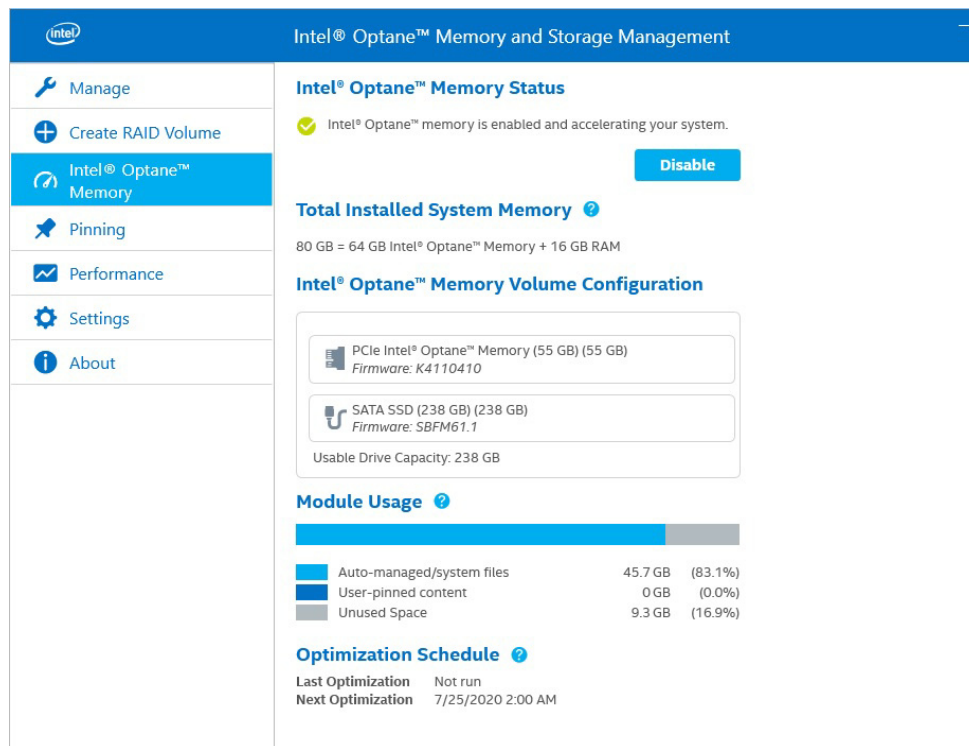 intel
Intel® Optane™ Memory and Storage Management
Manage
Create RAID Volume
Intel® Optane™
Memory
Pinning
Performance
Settings
About
Intel® Optane™ Memory Status
Intel® Optane™ memory is enabled and accelerating your system.
Disable
Total Installed System Memory ?
80 GB = 64 GB Intel® Optane™ Memory + 16 GB RAM
Intel® Optane™ Memory Volume Configuration
PCIe Intel® Optane™ Memory (55 GB) (55 GB)
Firmware: K4110410
SATA SSD (238 GB) (238 GB)
Firmware: SBFM61.1
Usable Drive Capacity: 238 GB
Module Usage ?
Auto-managed/system files 45.7 GB (83.1%)
User-pinned content 0 GB (0.0%)
Unused Space 9.3 GB (16.9%)
Optimization Schedule ?
Last Optimization Not run
Next Optimization 7/25/2020 2:00 AM